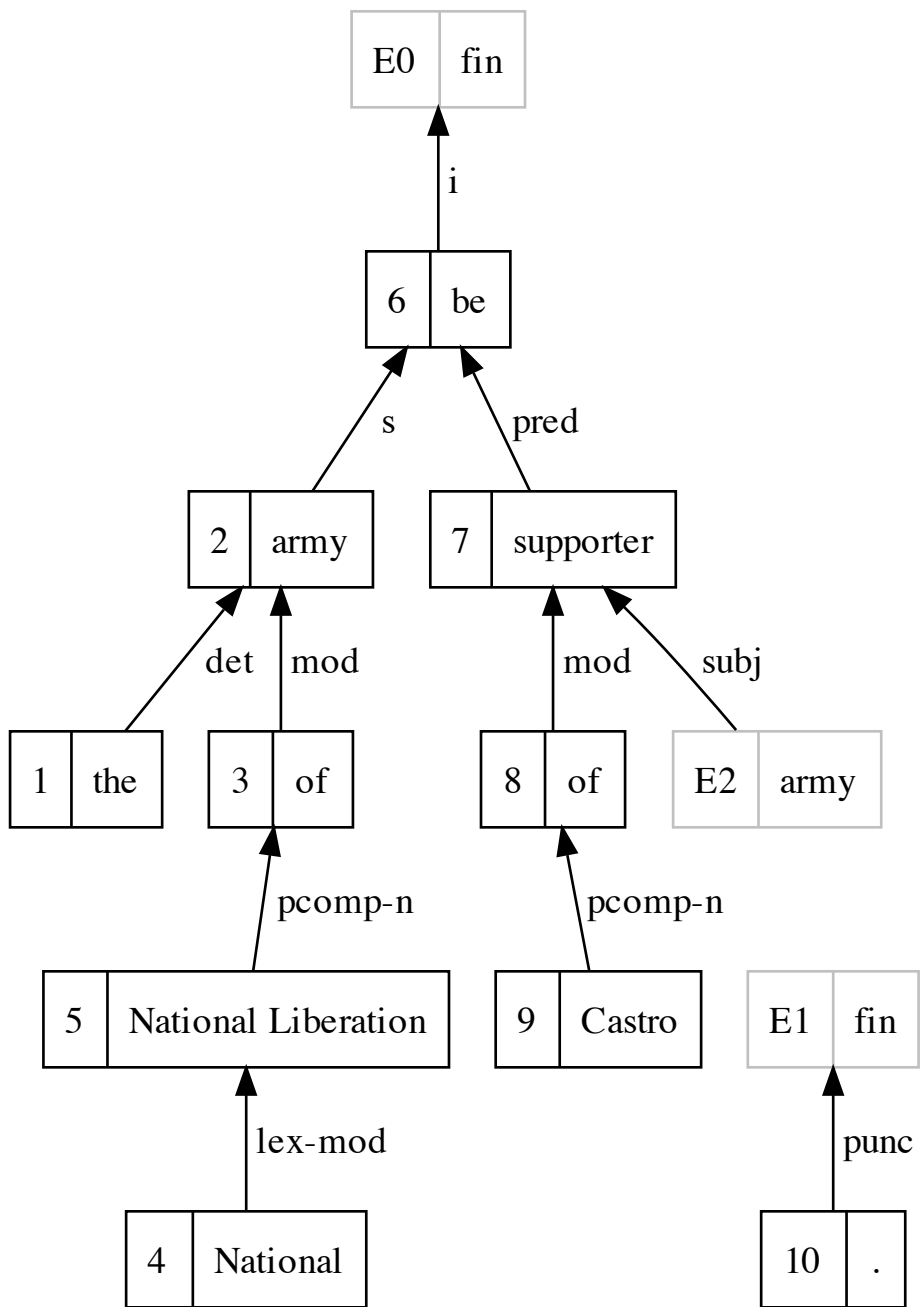 E0 fin
i
6 be
s pred
2 army 7 supporter
det mod mod subj
1 the 3 of 8 of E2 army
pcomp-n pcomp-n
5 National Liberation 9 Castro E1 fin
lex-mod punc
4 National 10 .